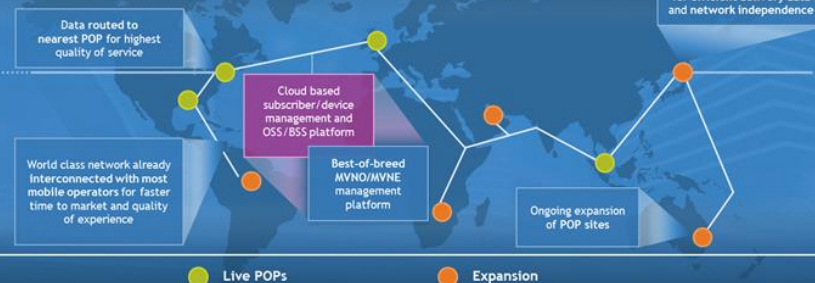 Data routed to
nearest POP for highest
quality of service
and network independence
Cloud based
subscriber/device
management and
OSS/BSS platform
World class network already
interconnected with most
mobile operators for faster
time to market and quality
of experience
Best-of-breed
MVNO/MVNE
management
platform
Ongoing expansion
of POP sites
Live POPs
Expansion